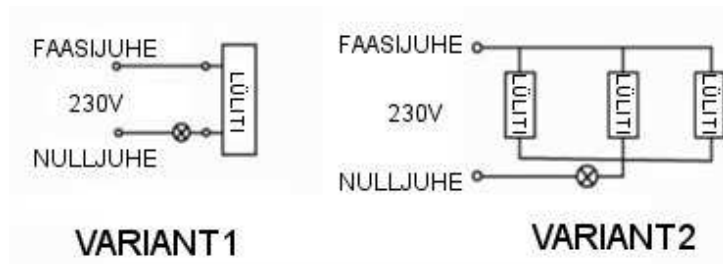 FAASIJUHE
LÜLITI
230V
NULLJUHE
VARIANT1
FAASIJUHE
LÜLITI
LÜLITI
LÜLITI
230V
NULLJUHE
VARIANT2